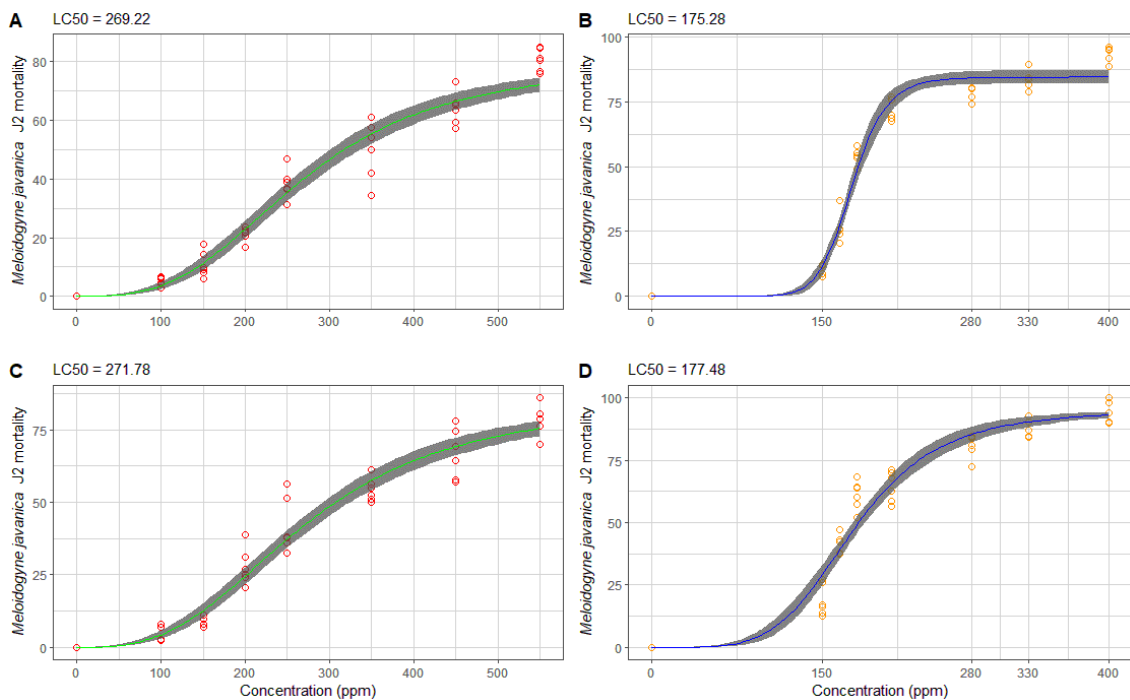 A
LC50 = 269.22
Meloidogyne javanica J2 mortality
80
60
40
20
0
0 100 200 300 400 500
B
LC50 = 175.28
Meloidogyne javanica J2 mortality
100
75
50
25
0
0 150 280 330 400
C
LC50 = 271.78
Meloidogyne javanica J2 mortality
75
50
25
0
0 100 200 300 400 500
Concentration (ppm)
D
LC50 = 177.48
Meloidogyne javanica J2 mortality
100
75
50
25
0
0 150 280 330 400
Concentration (ppm)